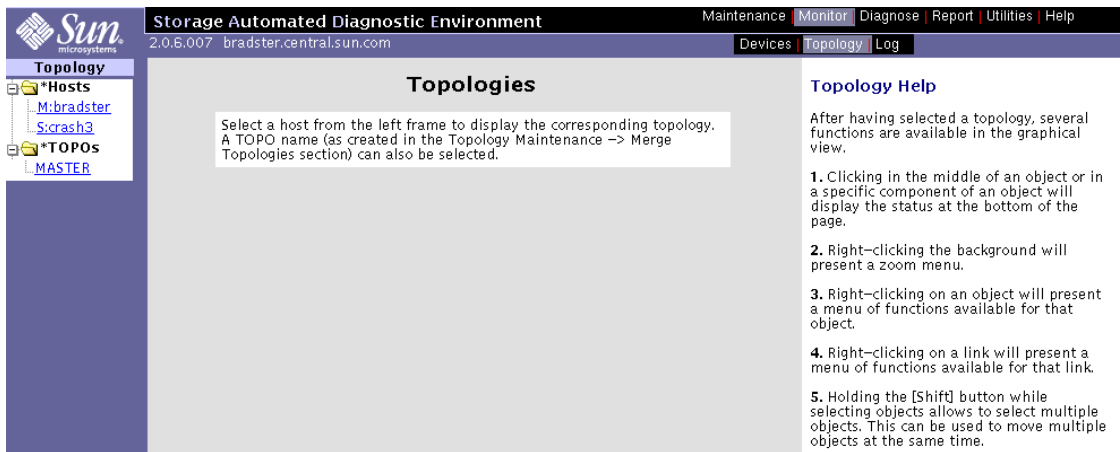 Sun
microsystems
Storage Automated Diagnostic Environment
Maintenance | Monitor | Diagnose | Report | Utilities | Help
2.0.6.007 bradster.central.sun.com
Devices | Topology | Log
Topology
*Hosts
M:bradster
S:crash3
*TOPOs
MASTER
Topologies
Select a host from the left frame to display the corresponding topology.
A TOPO name (as created in the Topology Maintenance -> Merge
Topologies section) can also be selected.
Topology Help
After having selected a topology, several
functions are available in the graphical
view.
1. Clicking in the middle of an object or in
a specific component of an object will
display the status at the bottom of the
page.
2. Right-clicking the background will
present a zoom menu.
3. Right-clicking on an object will present
a menu of functions available for that
object.
4. Right-clicking on a link will present a
menu of functions available for that link.
5. Holding the [Shift] button while
selecting objects allows to select multiple
objects. This can be used to move multiple
objects at the same time.